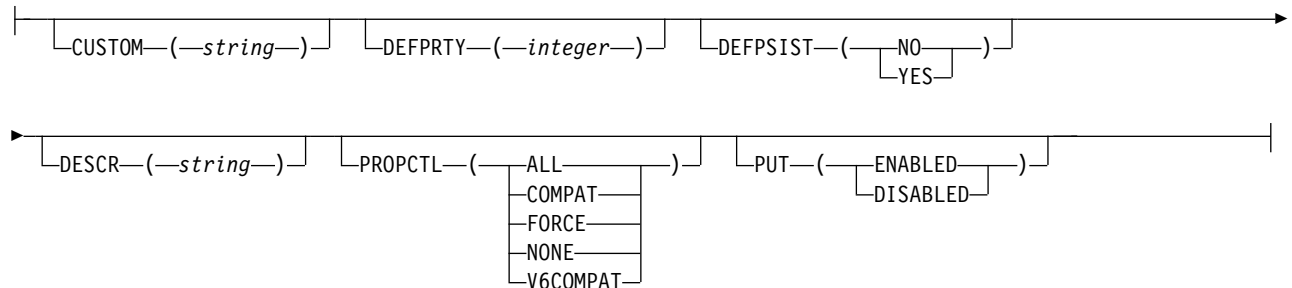 CUSTOM ( string ) DEFPRTY ( integer ) DEFPSIST ( NO )
YES
DESCR ( string ) PROPCTL ( ALL ) PUT ( ENABLED )
COMPAT DISABLED
FORCE
NONE
V6COMPAT